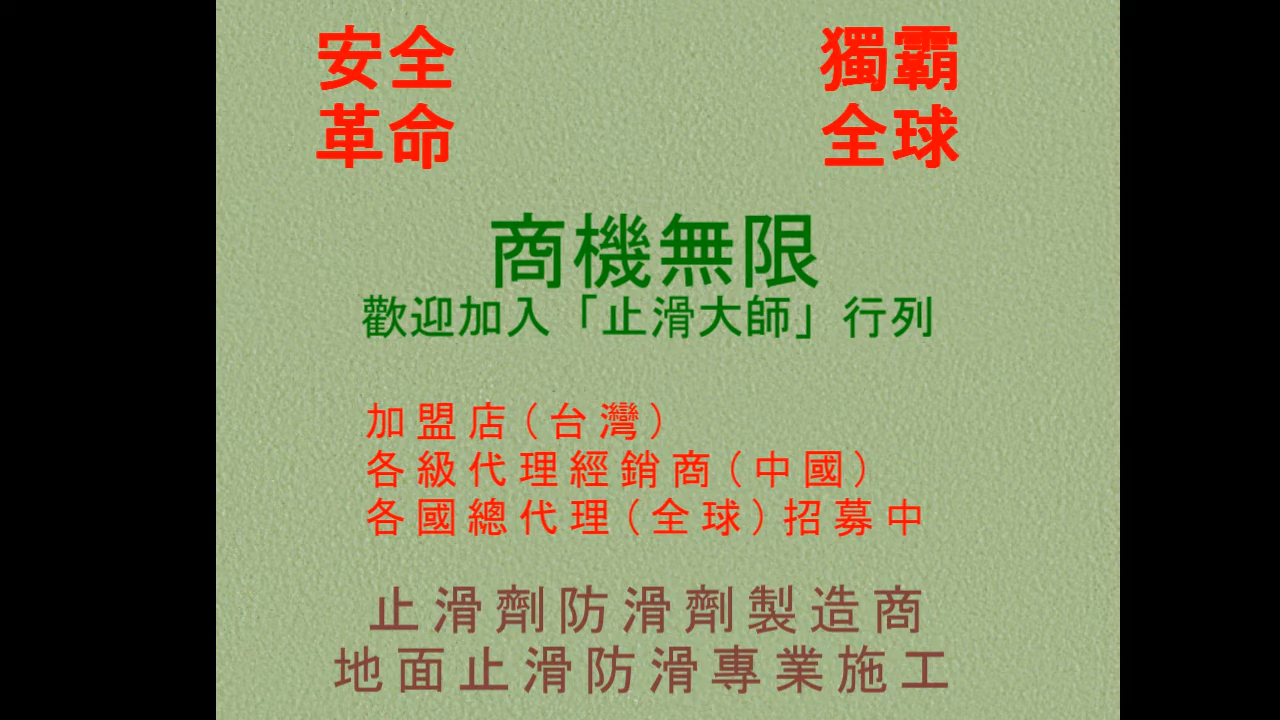 安全
革命
獨霸
全球
商機無限
歡迎加入「止滑大師」行列
加盟店(台灣)
各級代理經銷商(中國)
各國總代理(全球)招募中
止滑劑防滑劑製造商
地面止滑防滑專業施工